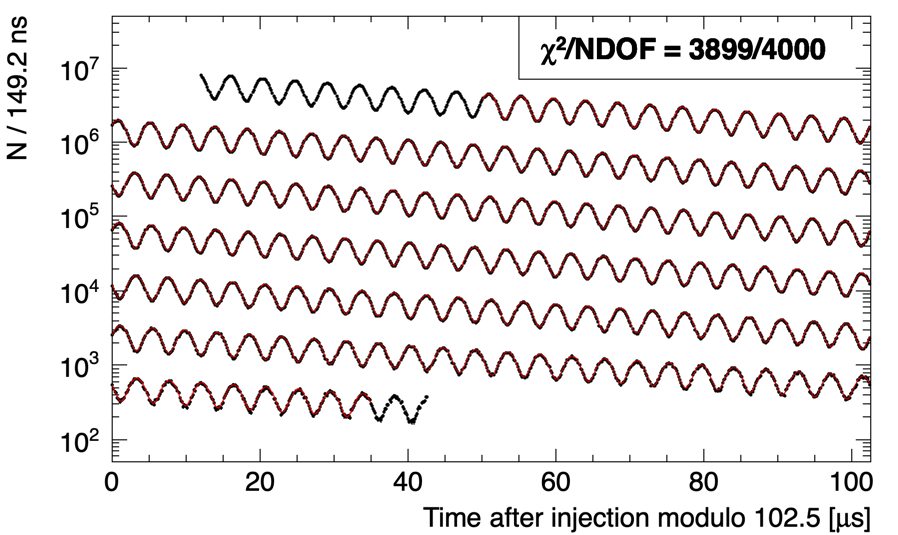 χ²/NDOF = 3899/4000
N / 149.2 ns
10⁷
10⁶
10⁵
10⁴
10³
10²
0 20 40 60 80 100
Time after injection modulo 102.5 [μs]